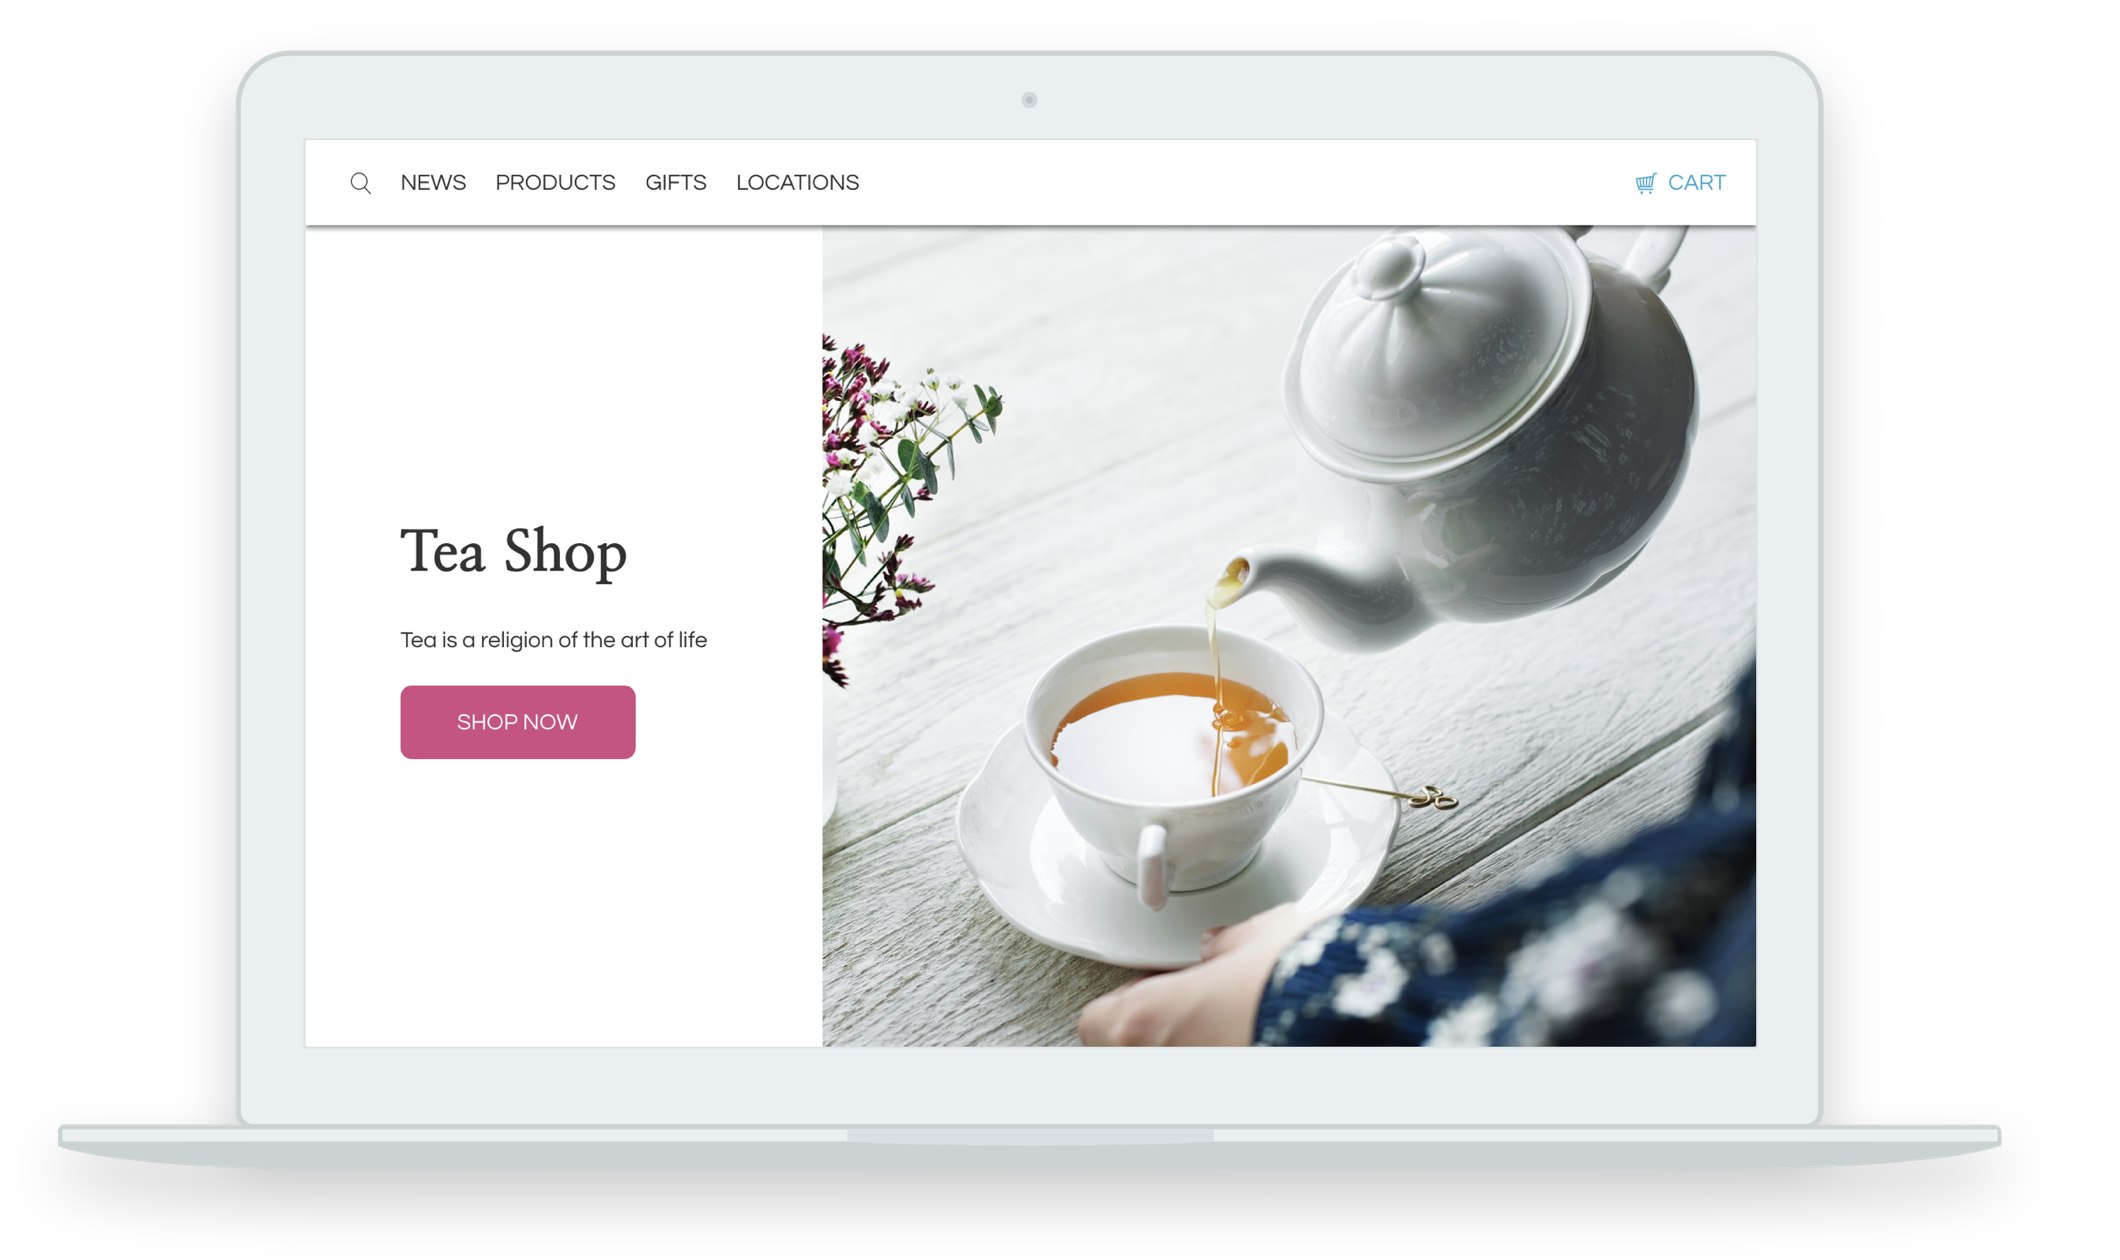 NEWS PRODUCTS GIFTS LOCATIONS CART
Tea Shop
Tea is a religion of the art of life
SHOP NOW